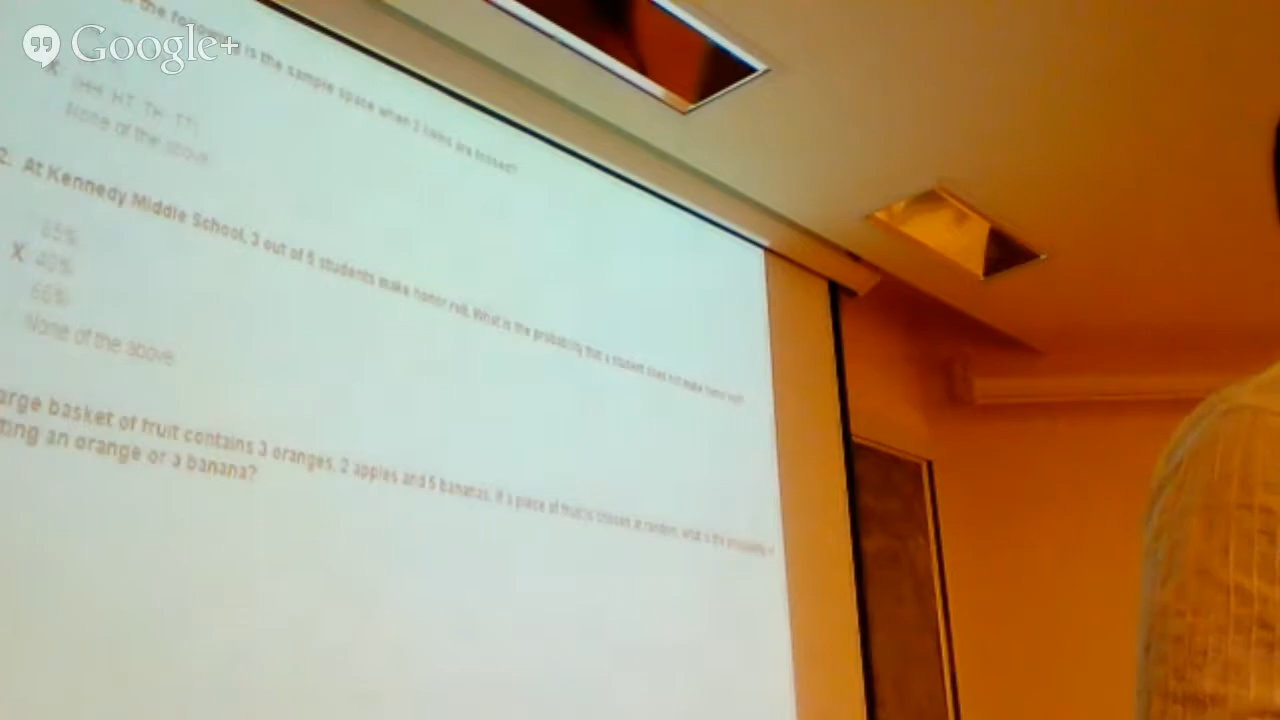 Google+
the following is the sample space when 2 coins are tossed?
X
HH HT TH TT
None of the above
2. At Kennedy Middle School, 3 out of 5 students make honor roll. What is the probability that a student does not make honor roll?
65%
X 40%
66%
None of the above
arge basket of fruit contains 3 oranges, 2 apples and 5 bananas. If a piece of fruit is chosen at random, what is the probability of
tting an orange or a banana?